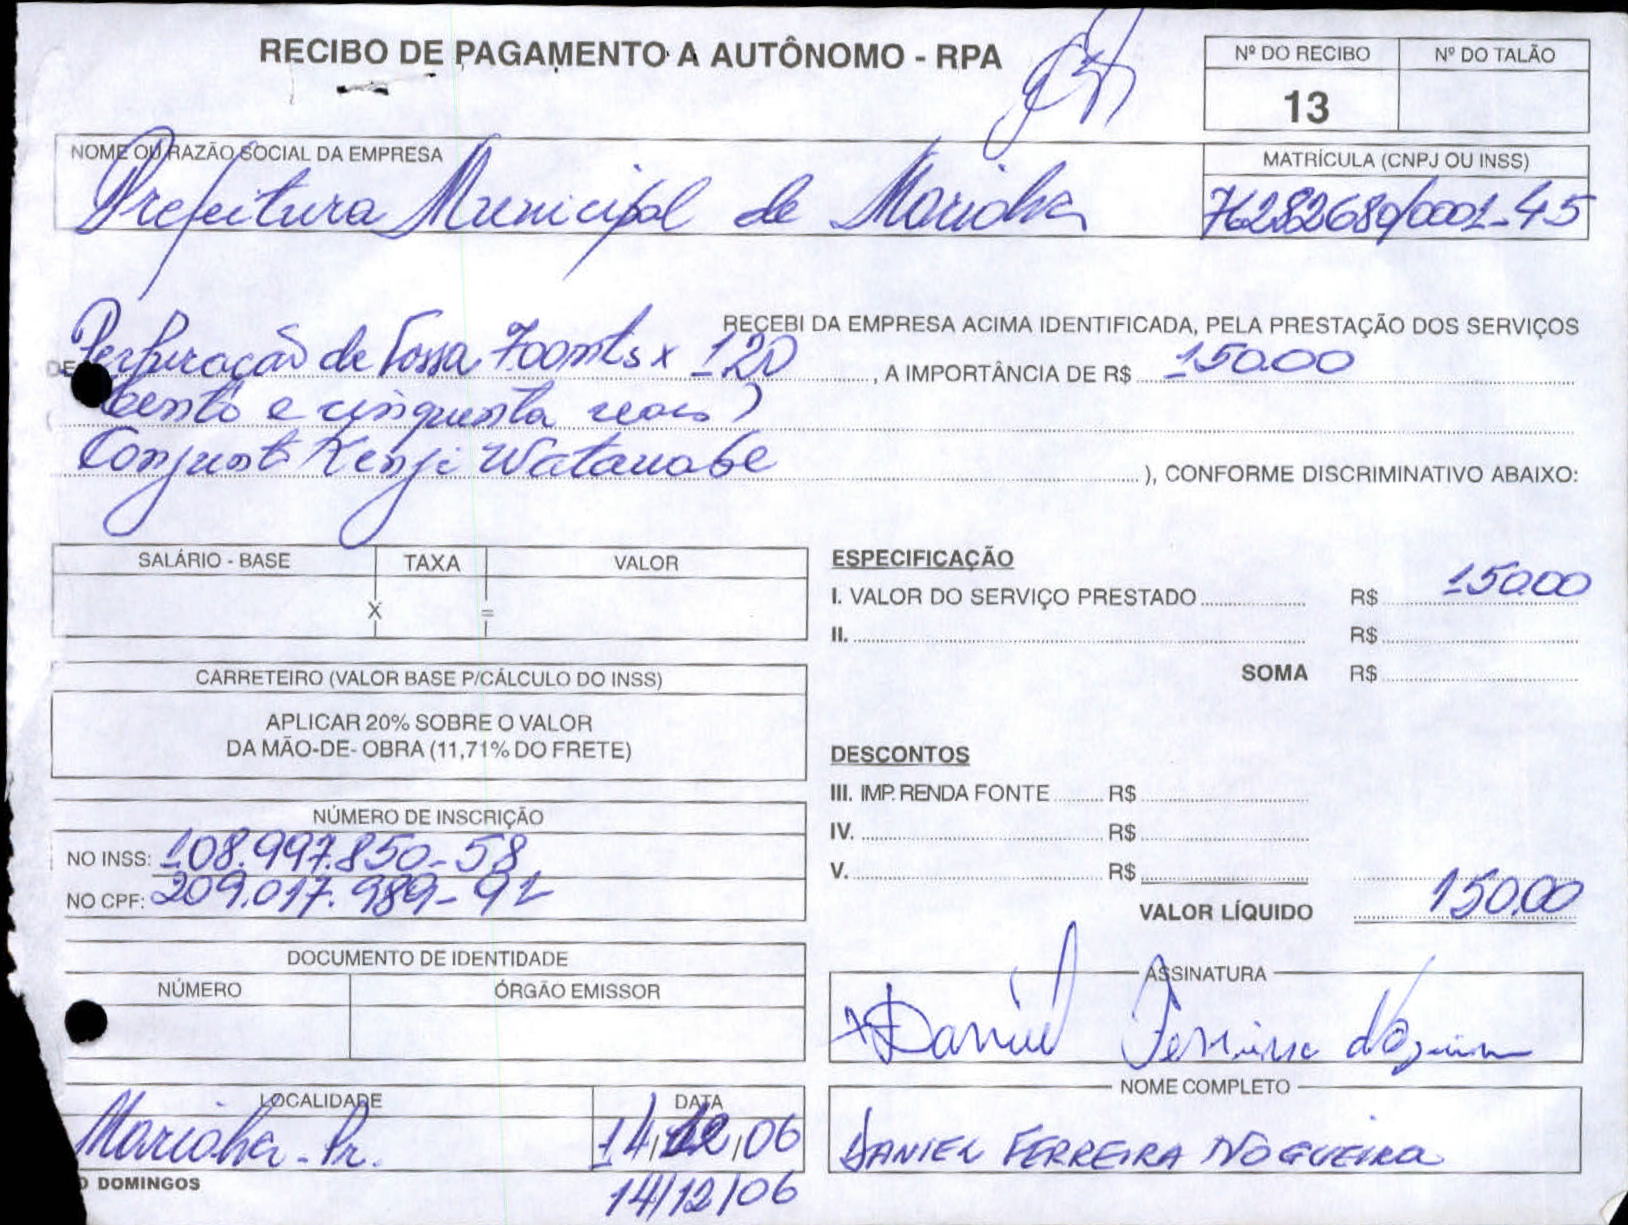 RECIBO DE PAGAMENTO A AUTÔNOMO - RPA
Nº DO RECIBO Nº DO TALÃO
13
NOME OU RAZÃO SOCIAL DA EMPRESA
MATRÍCULA (CNPJ OU INSS)
Prefeitura Municipal de Marialva
76282680/0001-45
RECEBI DA EMPRESA ACIMA IDENTIFICADA, PELA PRESTAÇÃO DOS SERVIÇOS
DE Perfuração de Fossa 7.00mts x 1.20, A IMPORTÂNCIA DE R$ 150.00
(Cento e cinquenta reais)
Conjunt Kenji Watanabe ), CONFORME DISCRIMINATIVO ABAIXO:
SALÁRIO - BASE TAXA VALOR
X =
ESPECIFICAÇÃO
I. VALOR DO SERVIÇO PRESTADO R$ 150.00
II. R$
SOMA R$
CARRETEIRO (VALOR BASE P/CÁLCULO DO INSS)
APLICAR 20% SOBRE O VALOR
DA MÃO-DE- OBRA (11,71% DO FRETE)
DESCONTOS
III. IMP. RENDA FONTE R$
IV. R$
V. R$
VALOR LÍQUIDO 150.00
NÚMERO DE INSCRIÇÃO
NO INSS: 108.997.850-58
NO CPF: 209.017.989-91
DOCUMENTO DE IDENTIDADE
NÚMERO ÓRGÃO EMISSOR
ASSINATURA
x Daniel Ferreira Nogueira
NOME COMPLETO
DANIEL FERREIRA NOGUEIRA
LOCALIDADE DATA
Marialva - Pr. 14/12/06
14/12/06
O DOMINGOS